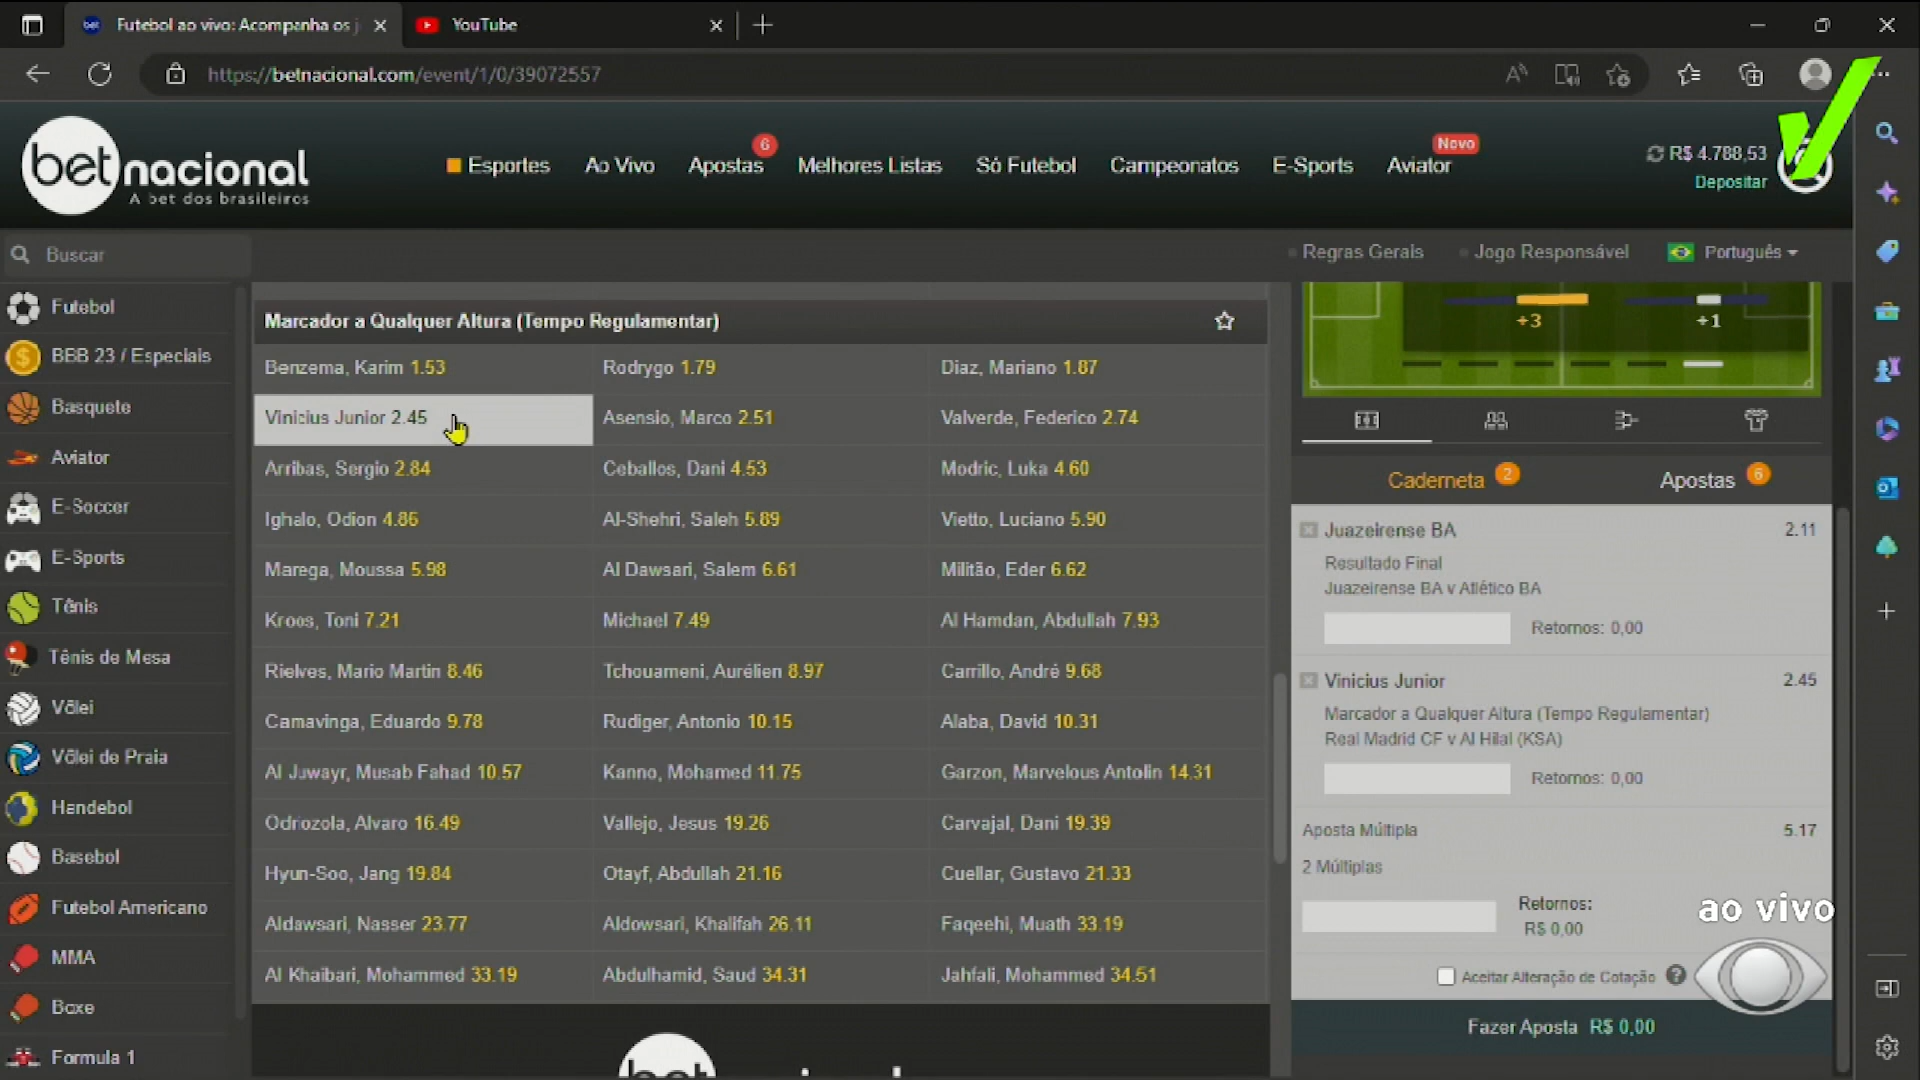 Futebol ao vivo: Acompanha os j
YouTube
https://betnacional.com/event/1/0/39072557
betnacional
A bet dos brasileiros
Esportes
Ao Vivo
Apostas 6
Melhores Listas
Só Futebol
Campeonatos
E-Sports
Aviator
Novo
R$ 4.788,53
Depositar
Buscar
Regras Gerais
Jogo Responsável
Português
Futebol
BBB 23 / Especiais
Basquete
Aviator
E-Soccer
E-Sports
Tênis
Tênis de Mesa
Vôlei
Vôlei de Praia
Handebol
Basebol
Futebol Americano
MMA
Boxe
Formula 1
Marcador a Qualquer Altura (Tempo Regulamentar)
Benzema, Karim 1.53
Rodrygo 1.79
Diaz, Mariano 1.87
Vinicius Junior 2.45
Asensio, Marco 2.51
Valverde, Federico 2.74
Arribas, Sergio 2.84
Ceballos, Dani 4.53
Modric, Luka 4.60
Ighalo, Odion 4.86
Al-Shehri, Saleh 5.89
Vietto, Luciano 5.90
Marega, Moussa 5.98
Al Dawsari, Salem 6.61
Militão, Eder 6.62
Kroos, Toni 7.21
Michael 7.49
Al Hamdan, Abdullah 7.93
Rielves, Mario Martin 8.46
Tchouameni, Aurélien 8.97
Carrillo, André 9.68
Camavinga, Eduardo 9.78
Rudiger, Antonio 10.15
Alaba, David 10.31
Al Juwayr, Musab Fahad 10.57
Kanno, Mohamed 11.75
Garzon, Marvelous Antolin 14.31
Odriozola, Alvaro 16.49
Vallejo, Jesus 19.26
Carvajal, Dani 19.39
Hyun-Soo, Jang 19.84
Otayf, Abdullah 21.16
Cuellar, Gustavo 21.33
Aldawsari, Nasser 23.77
Aldowsari, Khalifah 26.11
Faqeehi, Muath 33.19
Al Khaibari, Mohammed 33.19
Abdulhamid, Saud 34.31
Jahfali, Mohammed 34.51
+3
+1
Caderneta 2
Apostas 6
Juazeirense BA 2.11
Resultado Final
Juazeirense BA v Atlético BA
Retornos: 0,00
Vinicius Junior 2.45
Marcador a Qualquer Altura (Tempo Regulamentar)
Real Madrid CF v Al Hilal (KSA)
Retornos: 0,00
Aposta Múltipla 5.17
2 Múltiplas
Retornos:
R$ 0,00
ao vivo
Aceitar Alteração de Cotação
Fazer Aposta R$ 0,00